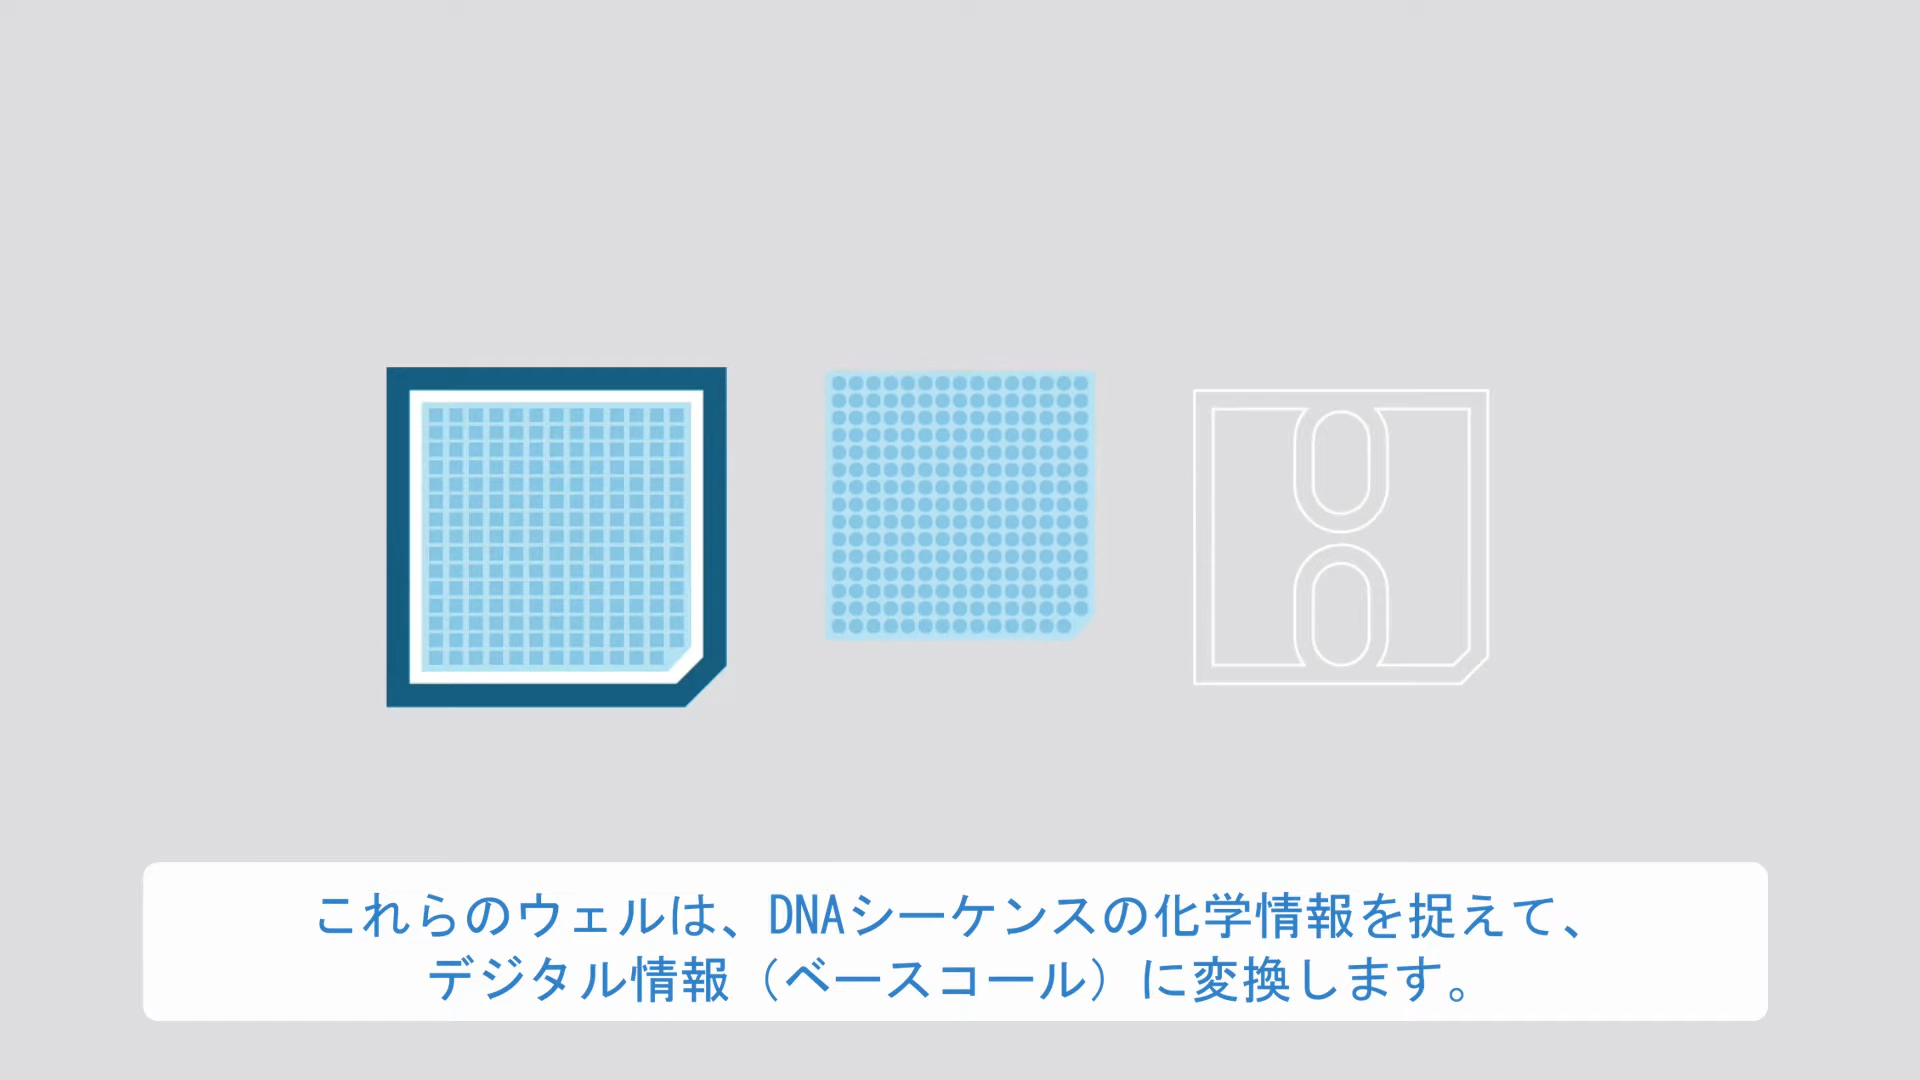 これらのウェルは、DNAシーケンスの化学情報を捉えて、
デジタル情報（ベースコール）に変換します。